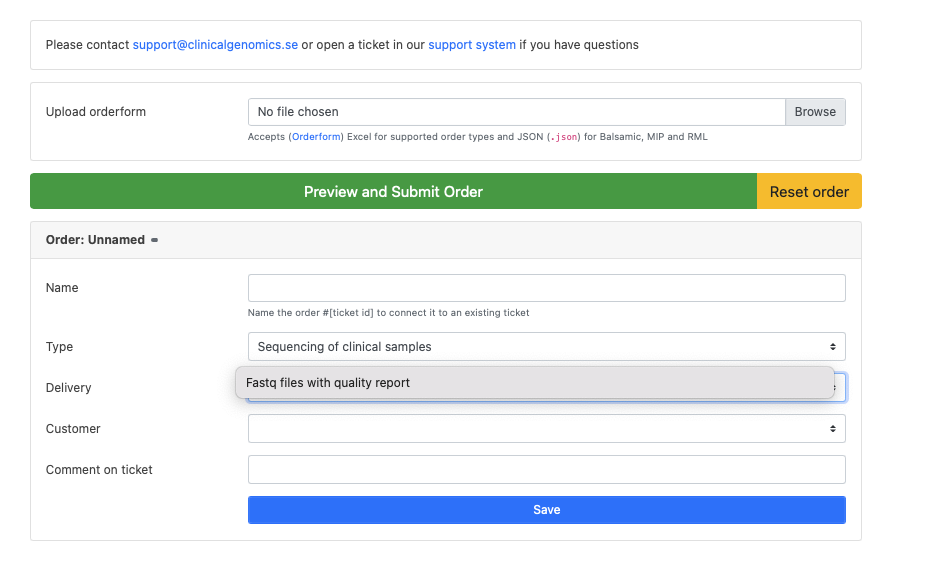 Please contact support@clinicalgenomics.se or open a ticket in our support system if you have questions
Upload orderform
No file chosen
Browse
Accepts (Orderform) Excel for supported order types and JSON (.json) for Balsamic, MIP and RML
Preview and Submit Order
Reset order
Order: Unnamed
Name
Name the order #[ticket id] to connect it to an existing ticket
Type
Sequencing of clinical samples
Delivery
Fastq files with quality report
Customer
Comment on ticket
Save